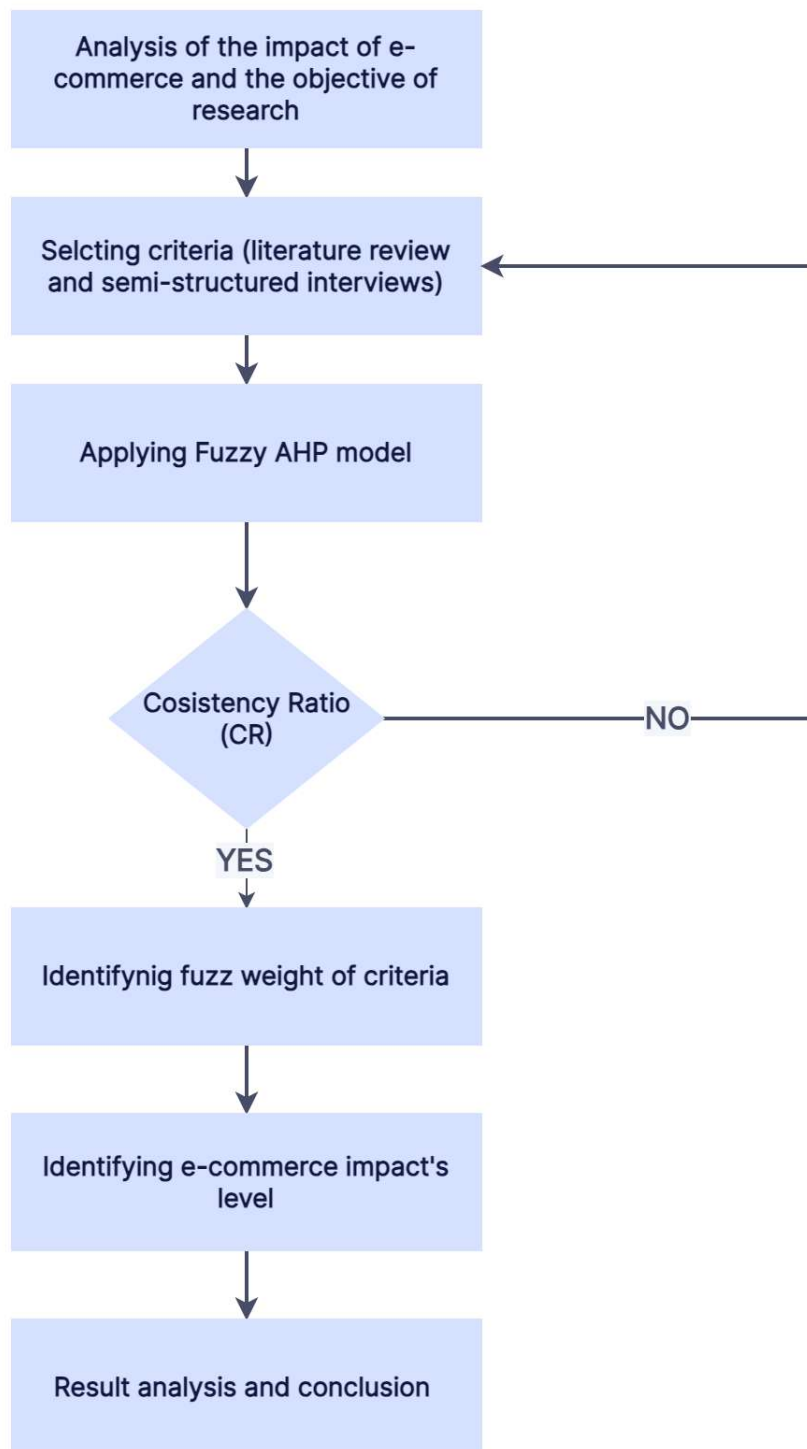 Analysis of the impact of e-
commerce and the objective of
research
Selcting criteria (literature review
and semi-structured interviews)
Applying Fuzzy AHP model
Cosistency Ratio
(CR)
NO
YES
Identifynig fuzz weight of criteria
Identifying e-commerce impact's
level
Result analysis and conclusion